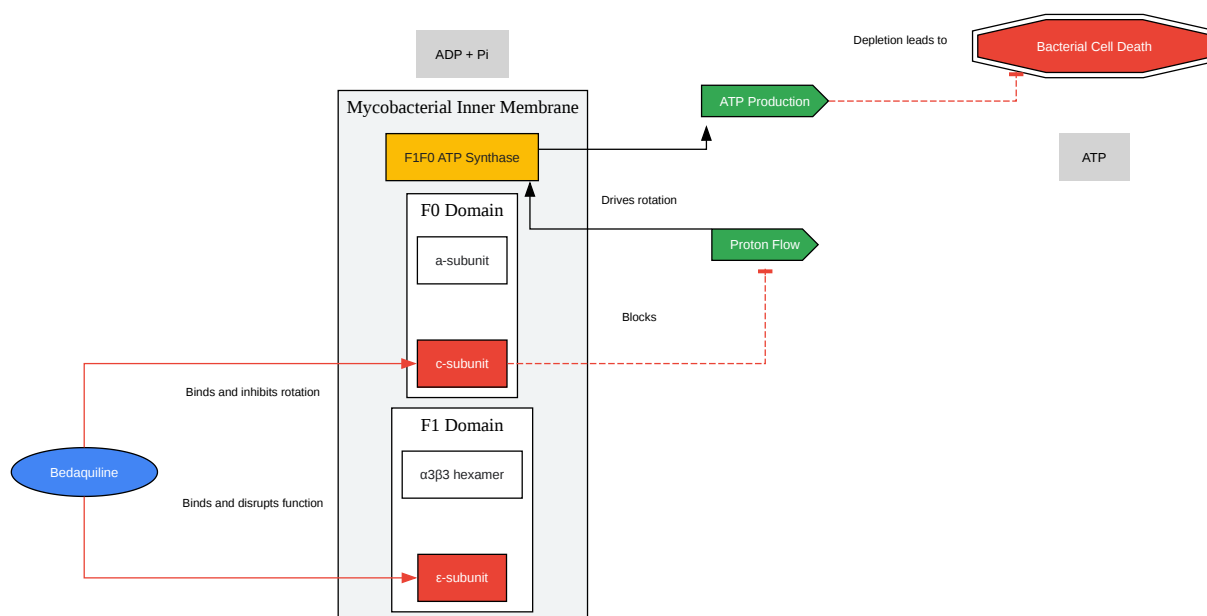 Depletion leads to
Bacterial Cell Death
ADP + Pi
ATP Production
Mycobacterial Inner Membrane
F1F0 ATP Synthase
ATP
Drives rotation
F0 Domain
Proton Flow
a-subunit
Blocks
c-subunit
Binds and inhibits rotation
F1 Domain
Bedaquiline
α3β3 hexamer
Binds and disrupts function
ε-subunit